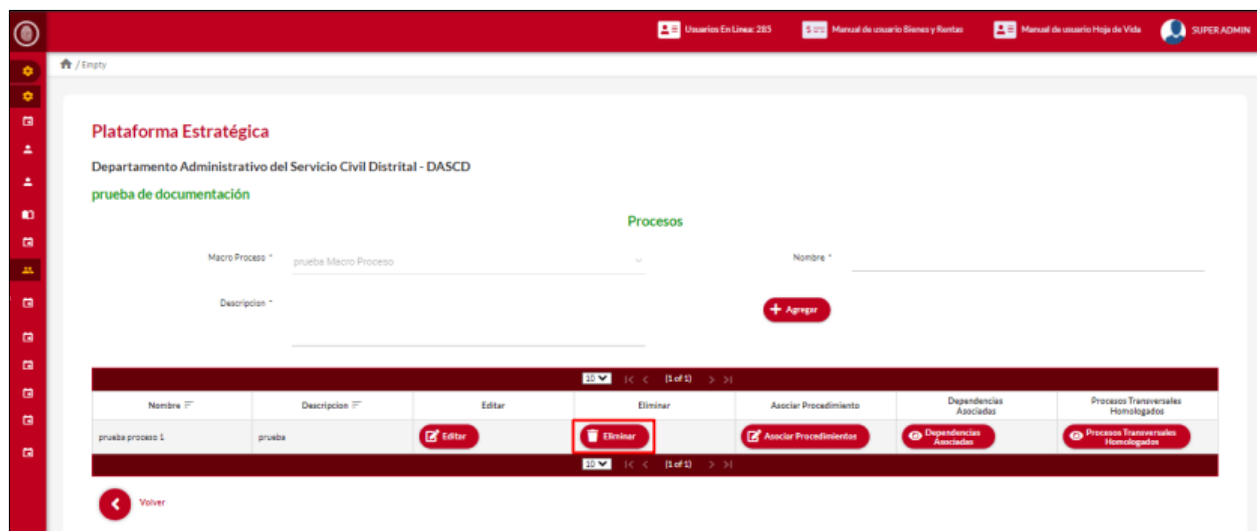 Usuarios En Linea: 285 Manual de usuario Bienes y Rentas Manual de usuario Hoja de Vida SUPER ADMIN
/ Empty
Plataforma Estratégica
Departamento Administrativo del Servicio Civil Distrital - DASCD
prueba de documentación
Procesos
Macro Proceso * prueba Macro Proceso Nombre *
Descripcion * + Agregar
10 |< < (1 of 1) > >|
Nombre Descripcion Editar Eliminar Asociar Procedimiento Dependencias Asociadas Procesos Transversales Homologados
prueba proceso 1 prueba Editar Eliminar Asociar Procedimientos Dependencias Asociadas Procesos Transversales Homologados
10 |< < (1 of 1) > >|
Volver